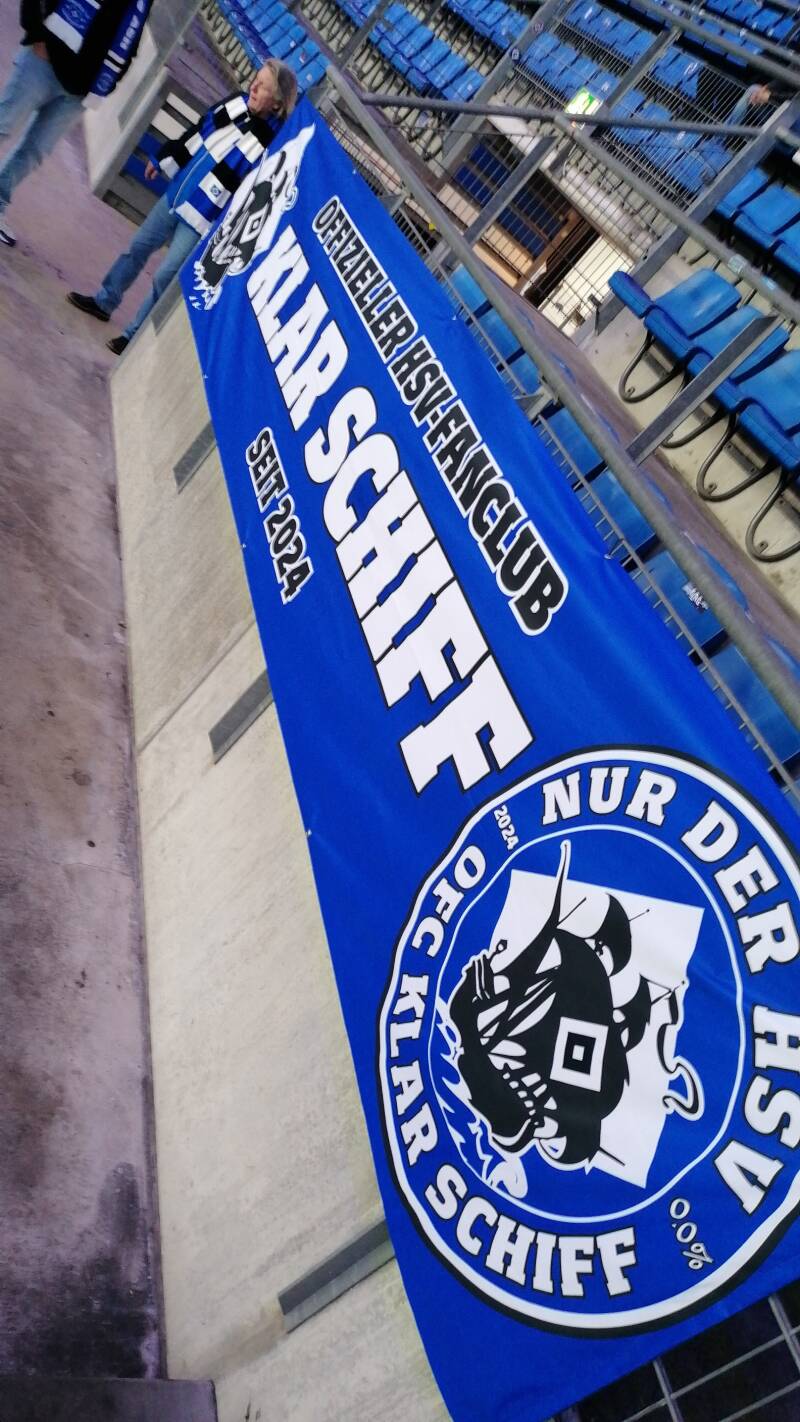 OFFIZIELLER HSV-FANCLUB
KLAR SCHIFF
SEIT 2024
NUR DER HSV
2024
OFC KLAR SCHIFF
0.0%